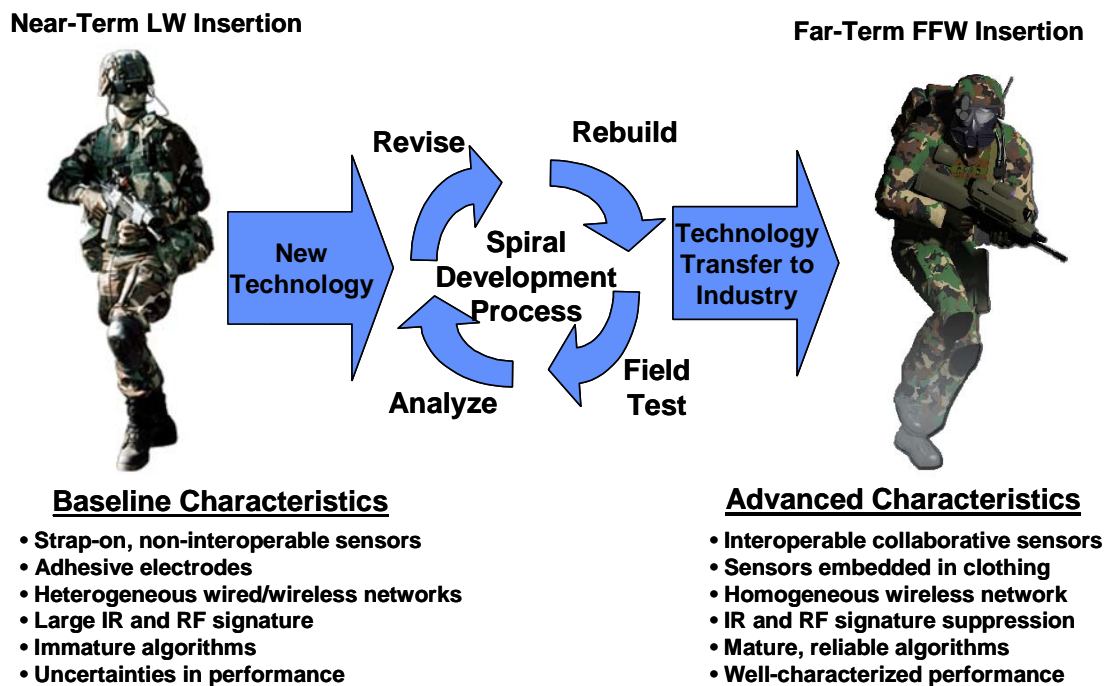 Near-Term LW Insertion
Far-Term FFW Insertion
Revise
Rebuild
New
Technology
Spiral
Development
Process
Technology
Transfer to
Industry
Analyze
Field
Test
Baseline Characteristics
• Strap-on, non-interoperable sensors
• Adhesive electrodes
• Heterogeneous wired/wireless networks
• Large IR and RF signature
• Immature algorithms
• Uncertainties in performance
Advanced Characteristics
• Interoperable collaborative sensors
• Sensors embedded in clothing
• Homogeneous wireless network
• IR and RF signature suppression
• Mature, reliable algorithms
• Well-characterized performance